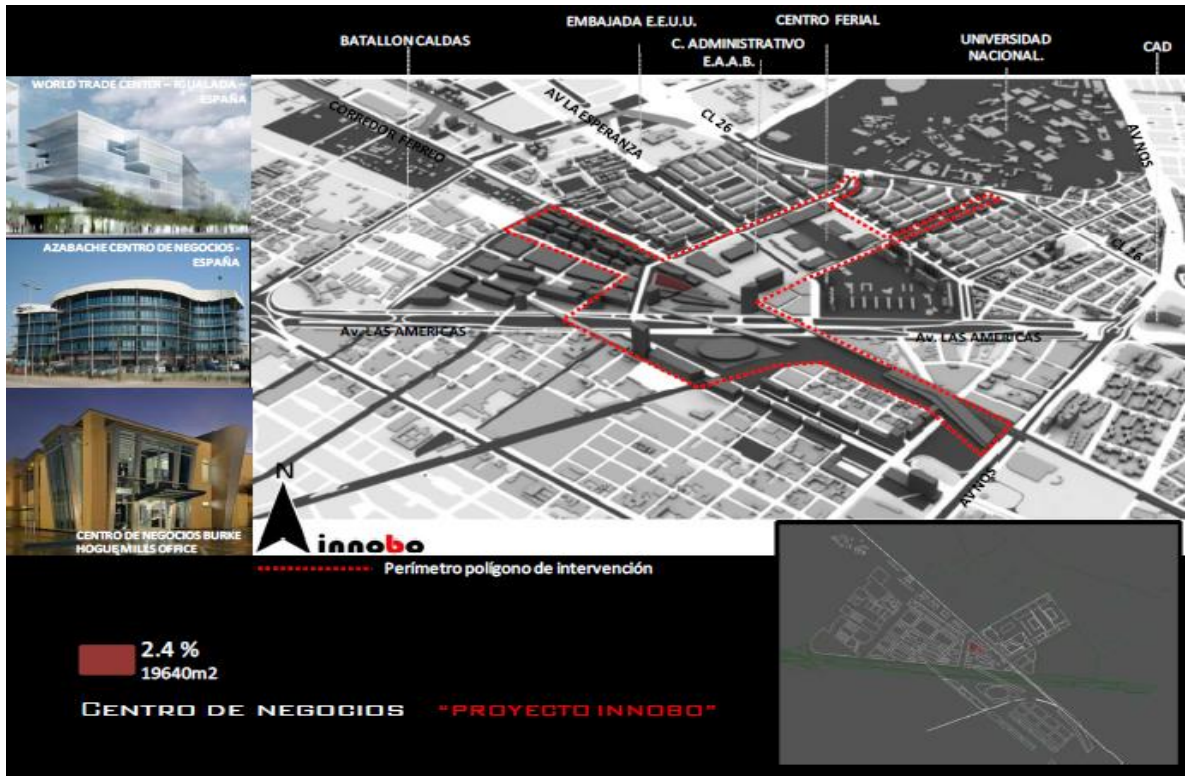 EMBAJADA E.E.U.U.
CENTRO FERIAL
BATALLON CALDAS
C. ADMINISTRATIVO
E.A.A.B.
UNIVERSIDAD
NACIONAL.
CAD
WORLD TRADE CENTER – IGUALADA –
ESPAÑA
CORREDOR FERREO
AV LA ESPERANZA
CL 26
AV NQS
CL 26
AZABACHE CENTRO DE NEGOCIOS -
ESPAÑA
Av. LAS AMERICAS
Av. LAS AMERICAS
AV NQS
CENTRO DE NEGOCIOS BURKE
HOGUE MILLS OFFICE
N
innobo
Perímetro polígono de intervención
2.4 %
19640m2
CENTRO DE NEGOCIOS "PROYECTO INNOBO"